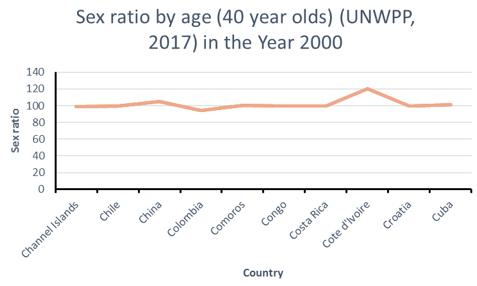 Sex ratio by age (40 year olds) (UNWPP,
2017) in the Year 2000
140
120
100
80
60
40
20
0
Sex ratio
Channel Islands
Chile
China
Colombia
Comoros
Congo
Costa Rica
Cote d'Ivoire
Croatia
Cuba
Country